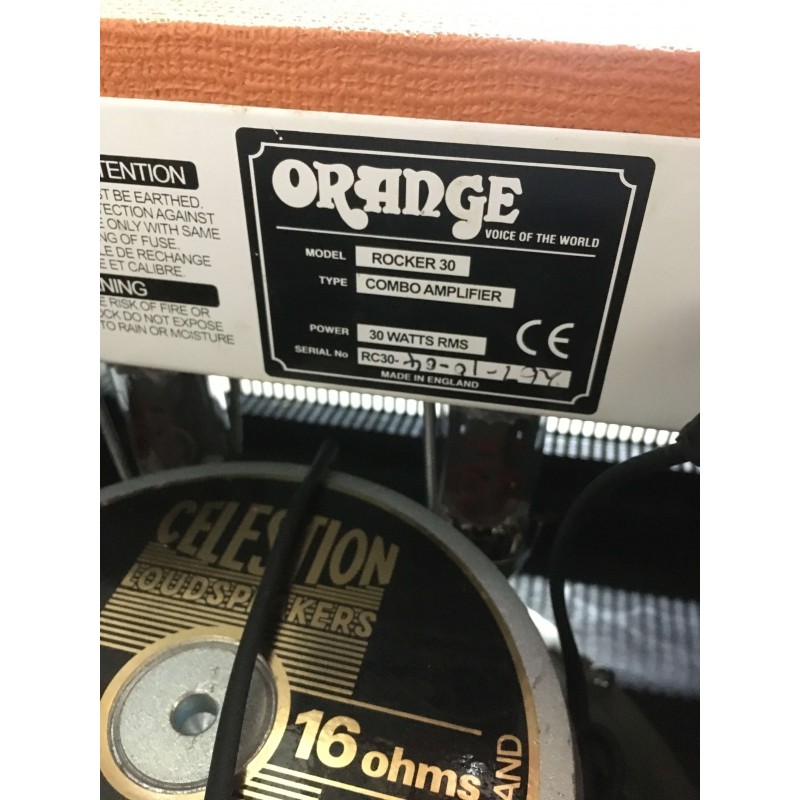 TENTION
ST BE EARTHED.
TECTION AGAINST
E ONLY WITH SAME
NG OF FUSE.
LE DE RECHANGE
E ET CALIBRE.
NING
E RISK OF FIRE OR
OCK DO NOT EXPOSE
TO RAIN OR MOISTURE
ORANGE
VOICE OF THE WORLD
MODEL ROCKER 30
TYPE COMBO AMPLIFIER
POWER 30 WATTS RMS
CE
SERIAL No RC30-
MADE IN ENGLAND
CELESTION
LOUDSPEAKERS
16 ohms
AND